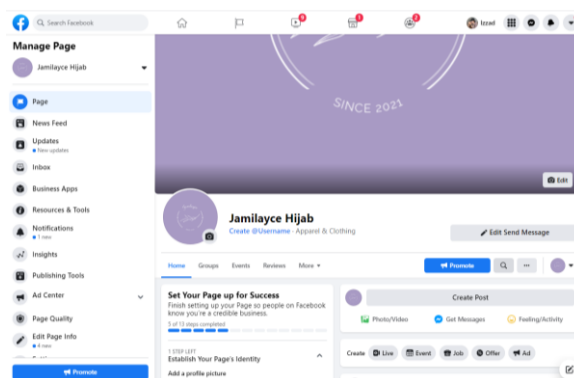 Search Facebook
9
1
2
Izzad
Manage Page
Jamilayce Hijab
Page
News Feed
Updates
New updates
Inbox
Business Apps
Resources & Tools
Notifications
1 new
Insights
Publishing Tools
Ad Center
Page Quality
Edit Page Info
4 new
Promote
SINCE 2021
Edit
Jamilayce Hijab
Create @Username · Apparel & Clothing
Edit Send Message
Home Groups Events Reviews More
Promote
Set Your Page up for Success
Finish setting up your Page so people on Facebook
know you're a credible business.
5 of 13 steps completed
1 STEP LEFT
Establish Your Page's Identity
Add a profile picture
Create Post
Photo/Video Get Messages Feeling/Activity
Create Live Event Job Offer Ad